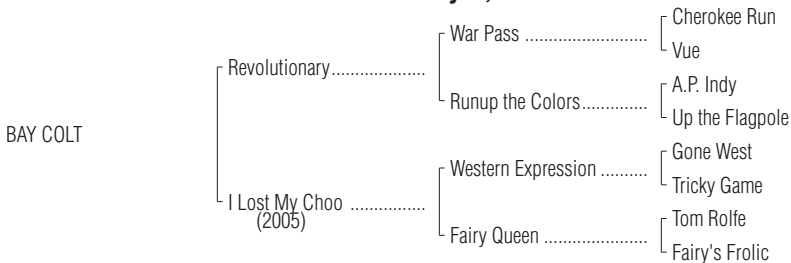 Cherokee Run
War Pass ..........................
Vue
Revolutionary....................
A.P. Indy
Runup the Colors..............
Up the Flagpole
BAY COLT
Gone West
Western Expression ..........
Tricky Game
I Lost My Choo ................
(2005)
Tom Rolfe
Fairy Queen ......................
Fairy's Frolic